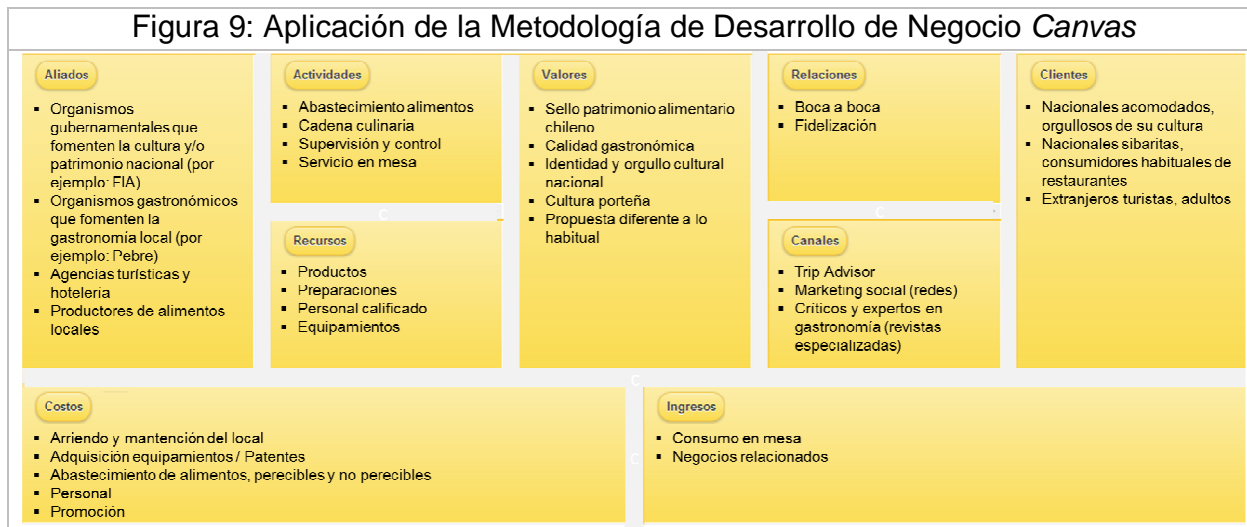 Figura 9: Aplicación de la Metodología de Desarrollo de Negocio Canvas
Aliados
▪ Organismos
gubernamentales que
fomenten la cultura y/o
patrimonio nacional (por
ejemplo: FIA)
▪ Organismos gastronómicos
que fomenten la
gastronomía local (por
ejemplo: Pebre)
▪ Agencias turísticas y
hotelería
▪ Productores de alimentos
locales
Actividades
▪ Abastecimiento alimentos
▪ Cadena culinaria
▪ Supervisión y control
▪ Servicio en mesa
Recursos
▪ Productos
▪ Preparaciones
▪ Personal calificado
▪ Equipamientos
Valores
▪ Sello patrimonio alimentario
chileno
▪ Calidad gastronómica
▪ Identidad y orgullo cultural
nacional
▪ Cultura porteña
▪ Propuesta diferente a lo
habitual
Relaciones
▪ Boca a boca
▪ Fidelización
Canales
▪ Trip Advisor
▪ Marketing social (redes)
▪ Críticos y expertos en
gastronomía (revistas
especializadas)
Clientes
▪ Nacionales acomodados,
orgullosos de su cultura
▪ Nacionales sibaritas,
consumidores habituales de
restaurantes
▪ Extranjeros turistas, adultos
Costos
▪ Arriendo y mantención del local
▪ Adquisición equipamientos / Patentes
▪ Abastecimiento de alimentos, perecibles y no perecibles
▪ Personal
▪ Promoción
Ingresos
▪ Consumo en mesa
▪ Negocios relacionados